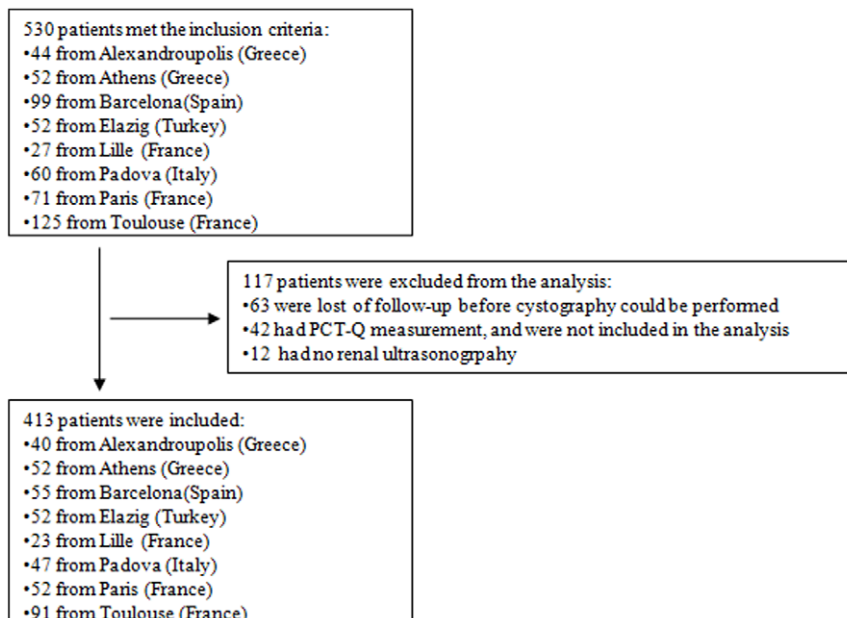 530 patients met the inclusion criteria:
•44 from Alexandroupolis (Greece)
•52 from Athens (Greece)
•99 from Barcelona(Spain)
•52 from Elazig (Turkey)
•27 from Lille (France)
•60 from Padova (Italy)
•71 from Paris (France)
•125 from Toulouse (France)
117 patients were excluded from the analysis:
•63 were lost of follow-up before cystography could be performed
•42 had PCT-Q measurement, and were not included in the analysis
•12 had no renal ultrasonogrpahy
413 patients were included:
•40 from Alexandroupolis (Greece)
•52 from Athens (Greece)
•55 from Barcelona(Spain)
•52 from Elazig (Turkey)
•23 from Lille (France)
•47 from Padova (Italy)
•52 from Paris (France)
•91 from Toulouse (France)